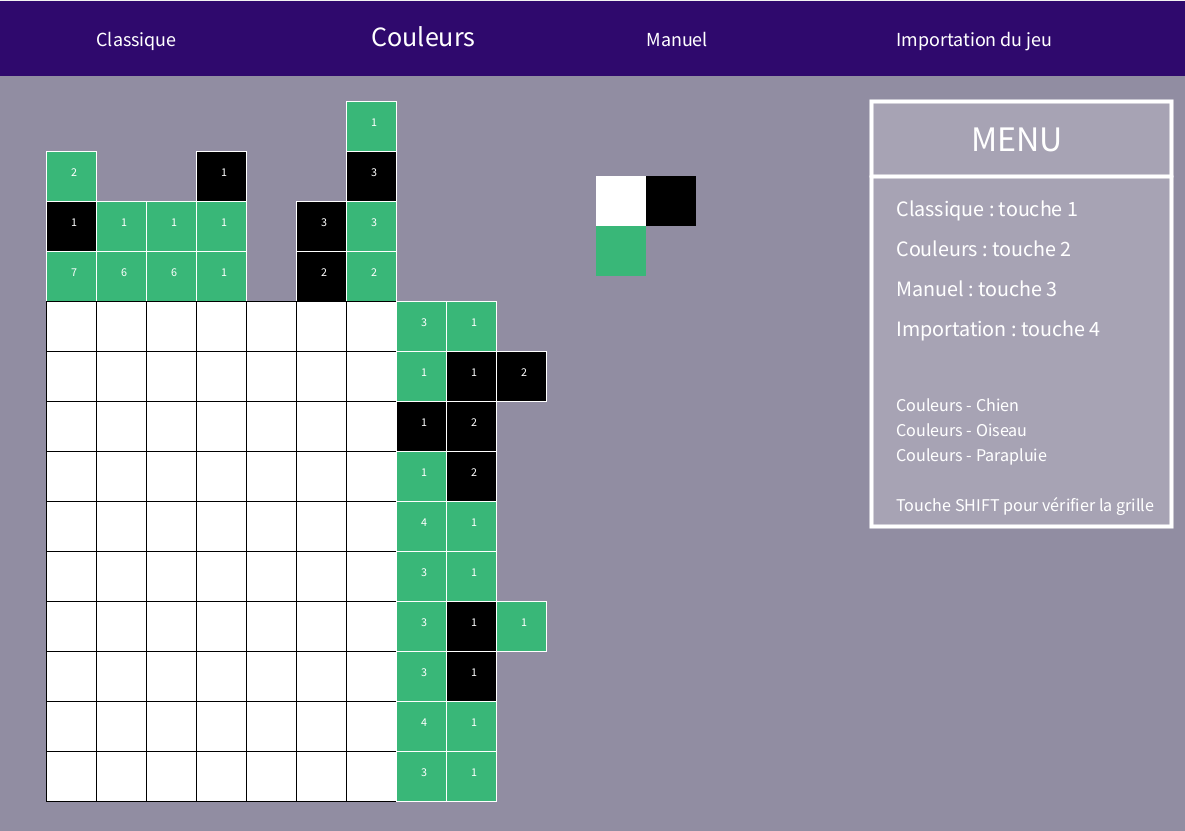 Classique Couleurs Manuel Importation du jeu
1
2 1 3
1 1 1 1 3 3
7 6 6 1 2 2
3 1
1 1 2
1 2
1 2
4 1
3 1
3 1 1
3 1
4 1
3 1
MENU
Classique : touche 1
Couleurs : touche 2
Manuel : touche 3
Importation : touche 4
Couleurs - Chien
Couleurs - Oiseau
Couleurs - Parapluie
Touche SHIFT pour vérifier la grille